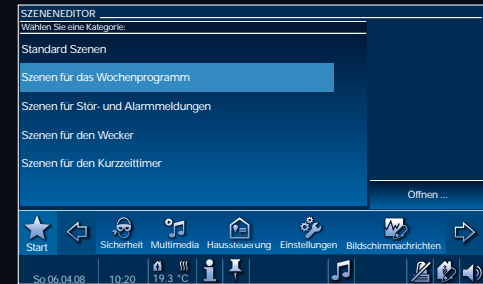 SZENENEDITOR
Wählen Sie eine Kategorie:
Standard Szenen
Szenen für das Wochenprogramm
Szenen für Stör- und Alarmmeldungen
Szenen für den Wecker
Szenen für den Kurzzeittimer
Öffnen ...
Start Sicherheit Multimedia Haussteuerung Einstellungen Bildschirmnachrichten
So 06.04.08 10:20 19.3 °C